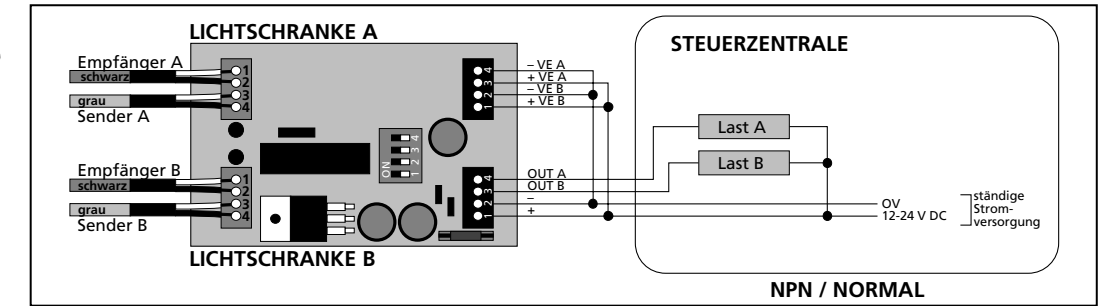 LICHTSCHRANKE A
Empfänger A
schwarz
grau
Sender A
1
2
3
4
Empfänger B
schwarz
grau
Sender B
1
2
3
4
LICHTSCHRANKE B
ON
1 2 3 4
1 2 3 4
– VE A
+ VE A
– VE B
+ VE B
1 2 3 4
OUT A
OUT B
–
+
STEUERZENTRALE
Last A
Last B
OV
12-24 V DC
ständige
Strom-
versorgung
NPN / NORMAL